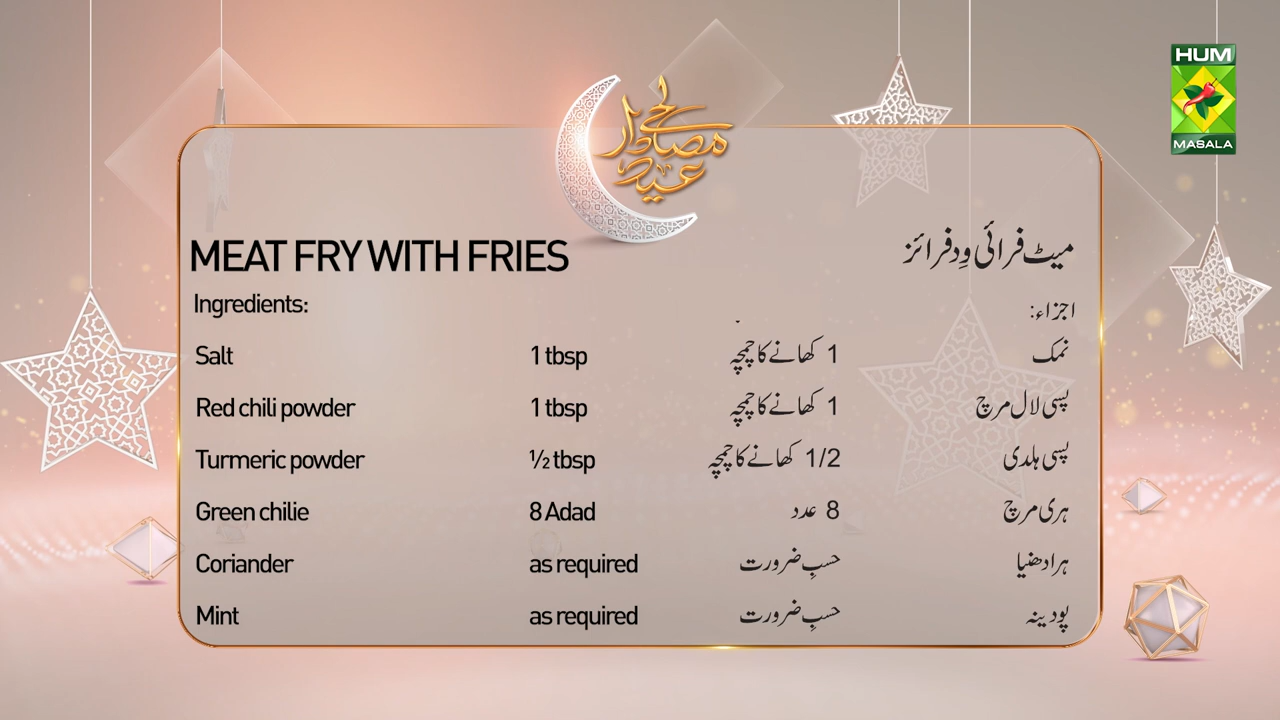 HUM
MASALA
مصالحے دار
عید
MEAT FRY WITH FRIES میٹ فرائی وِد فرائز
Ingredients: اجزاء:
Salt 1 tbsp 1 کھانے کا چمچہ نمک
Red chili powder 1 tbsp 1 کھانے کا چمچہ پسی لال مرچ
Turmeric powder ½ tbsp 1/2 کھانے کا چمچہ پسی ہلدی
Green chilie 8 Adad 8 عدد ہری مرچ
Coriander as required حسبِ ضرورت ہرا دھنیا
Mint as required حسبِ ضرورت پودینہ